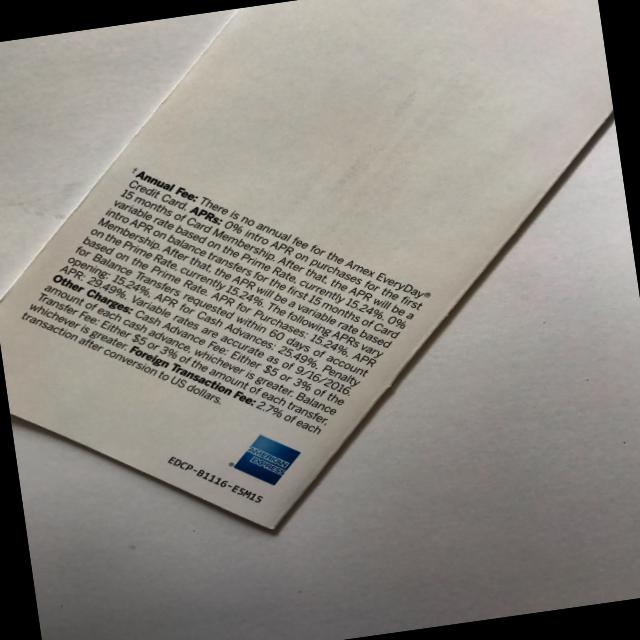 ¹Annual Fee: There is no annual fee for the Amex EveryDay®
Credit Card. APRs: 0% intro APR on purchases for the first
15 months of Card Membership. After that, the APR will be a
variable rate based on the Prime Rate, currently 15.24%. 0%
intro APR on balance transfers for the first 15 months of Card
Membership. After that, the APR will be a variable rate based
on the Prime Rate, currently 15.24%. The following APRs vary
based on the Prime Rate. APR for Purchases: 15.24%. APR
for Balance Transfers requested within 60 days of account
opening: 15.24%. APR for Cash Advances: 25.49%. Penalty
APR: 29.49%. Variable rates are accurate as of 9/16/2016.
Other Charges: Cash Advance Fee: Either $5 or 3% of the
amount of each cash advance, whichever is greater. Balance
Transfer Fee: Either $5 or 3% of the amount of each transfer,
whichever is greater. Foreign Transaction Fee: 2.7% of each
transaction after conversion to US dollars.
AMERICAN
EXPRESS
®
EDCP-81116-ESM15